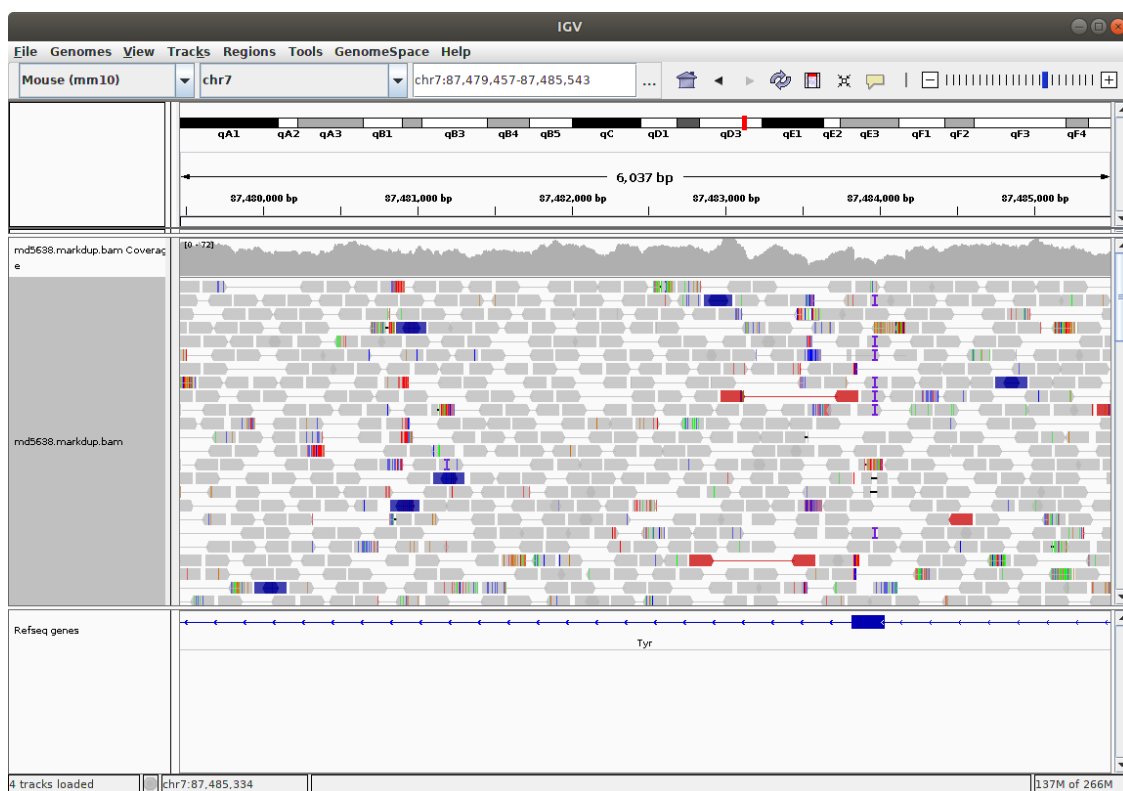 IGV
File Genomes View Tracks Regions Tools GenomeSpace Help
Mouse (mm10) chr7 chr7:87,479,457-87,485,543 ...
qA1 qA2 qA3 qB1 qB3 qB4 qB5 qC qD1 qD3 qE1 qE2 qE3 qF1 qF2 qF3 qF4
6,037 bp
87,480,000 bp 87,481,000 bp 87,482,000 bp 87,483,000 bp 87,484,000 bp 87,485,000 bp
md5638.markdup.bam Coverag
e
[0 - 72]
md5638.markdup.bam
Refseq genes
Tyr
4 tracks loaded chr7:87,485,334 137M of 266M